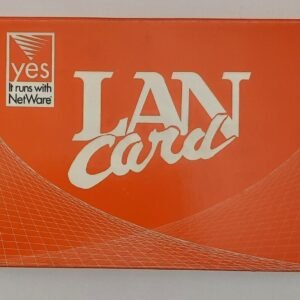 yes
It runs with
NetWare
LAN
Card